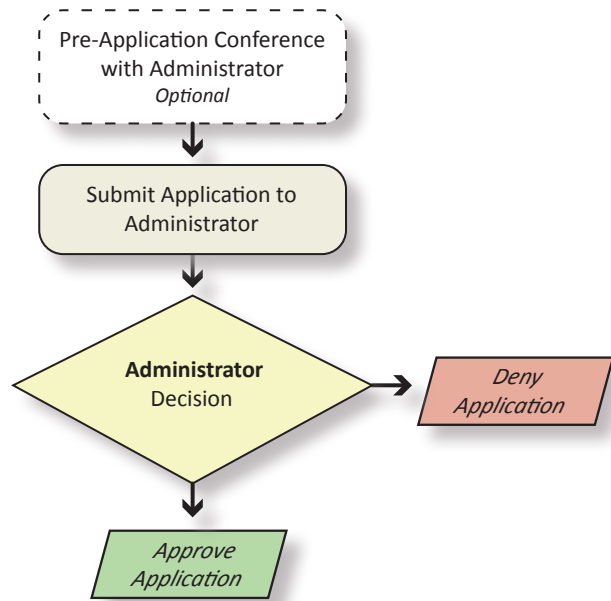 Pre-Application Conference
with Administrator
Optional
Submit Application to
Administrator
Administrator
Decision
Deny
Application
Approve
Application